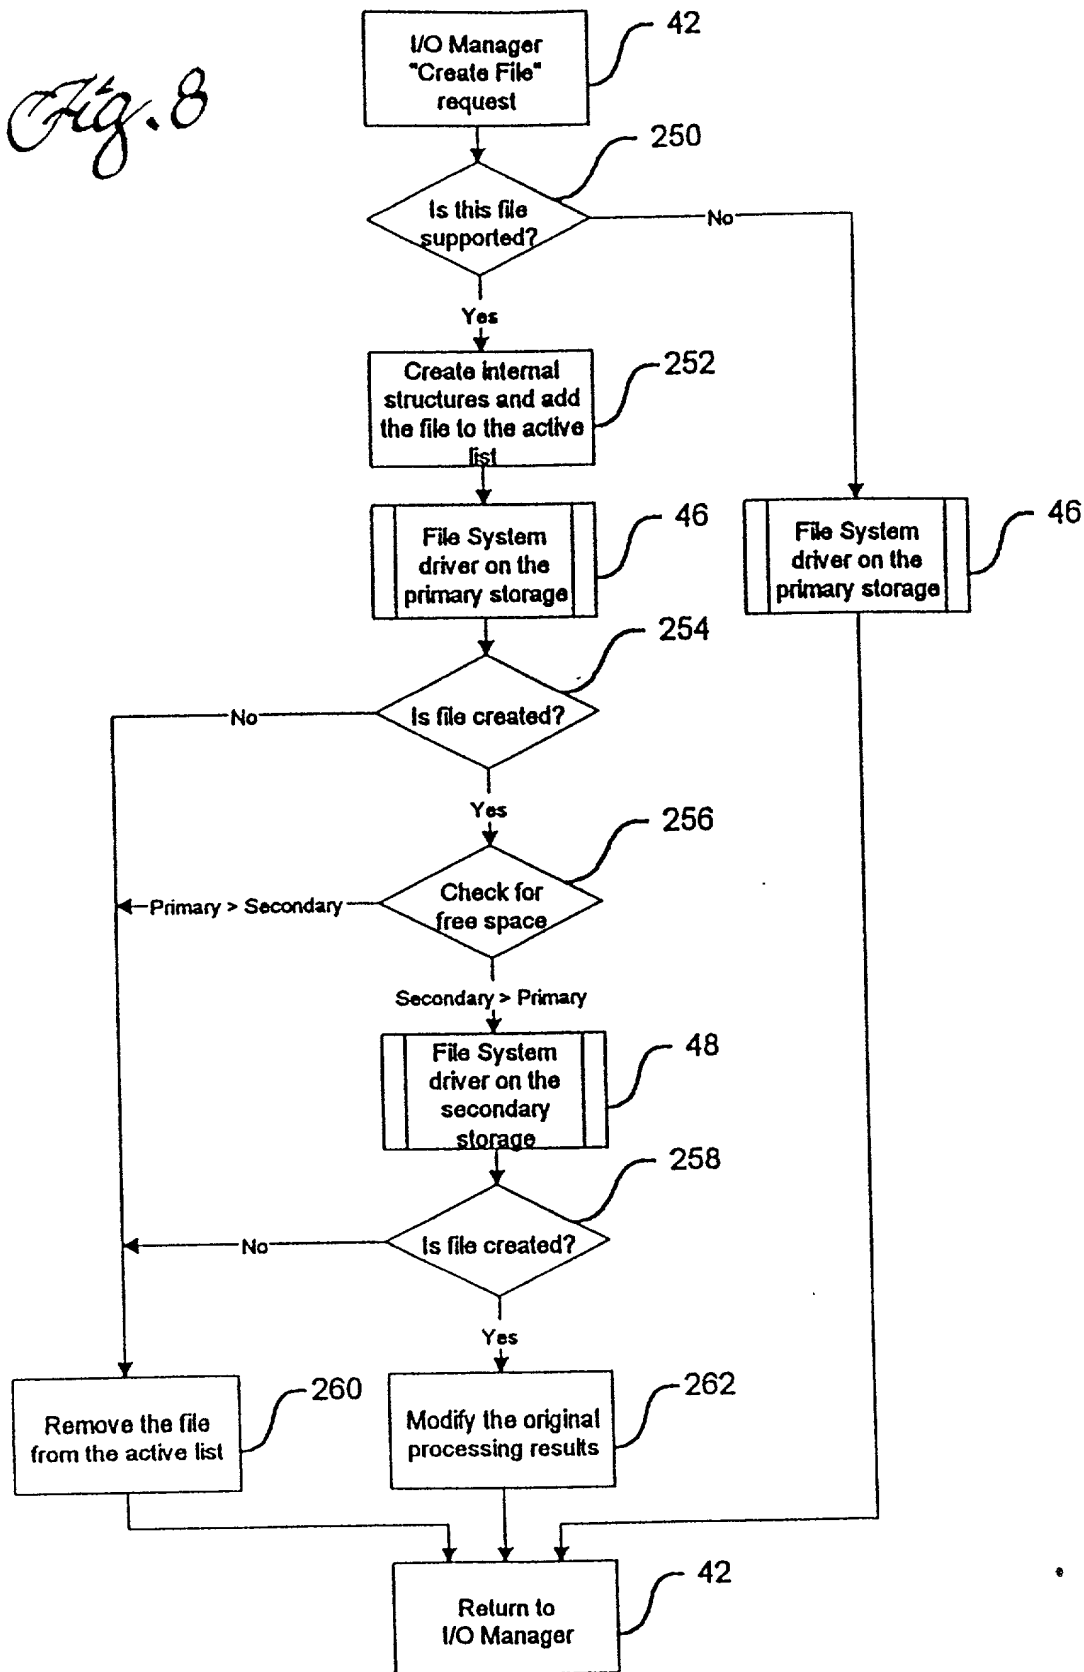 Fig. 8
I/O Manager
"Create File"
request
42
250
Is this file
supported?
No
Yes
Create internal
structures and add
the file to the active
list
252
File System
driver on the
primary storage
46
File System
driver on the
primary storage
46
254
Is file created?
No
Yes
256
Check for
free space
Primary > Secondary
Secondary > Primary
File System
driver on the
secondary
storage
48
258
Is file created?
No
Yes
Remove the file
from the active list
260
Modify the original
processing results
262
Return to
I/O Manager
42